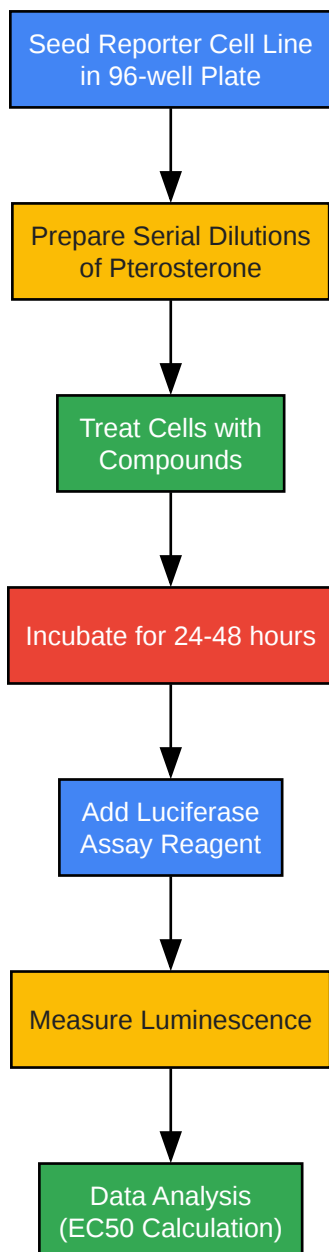 Seed Reporter Cell Line
in 96-well Plate
Prepare Serial Dilutions
of Pterosterone
Treat Cells with
Compounds
Incubate for 24-48 hours
Add Luciferase
Assay Reagent
Measure Luminescence
Data Analysis
(EC50 Calculation)